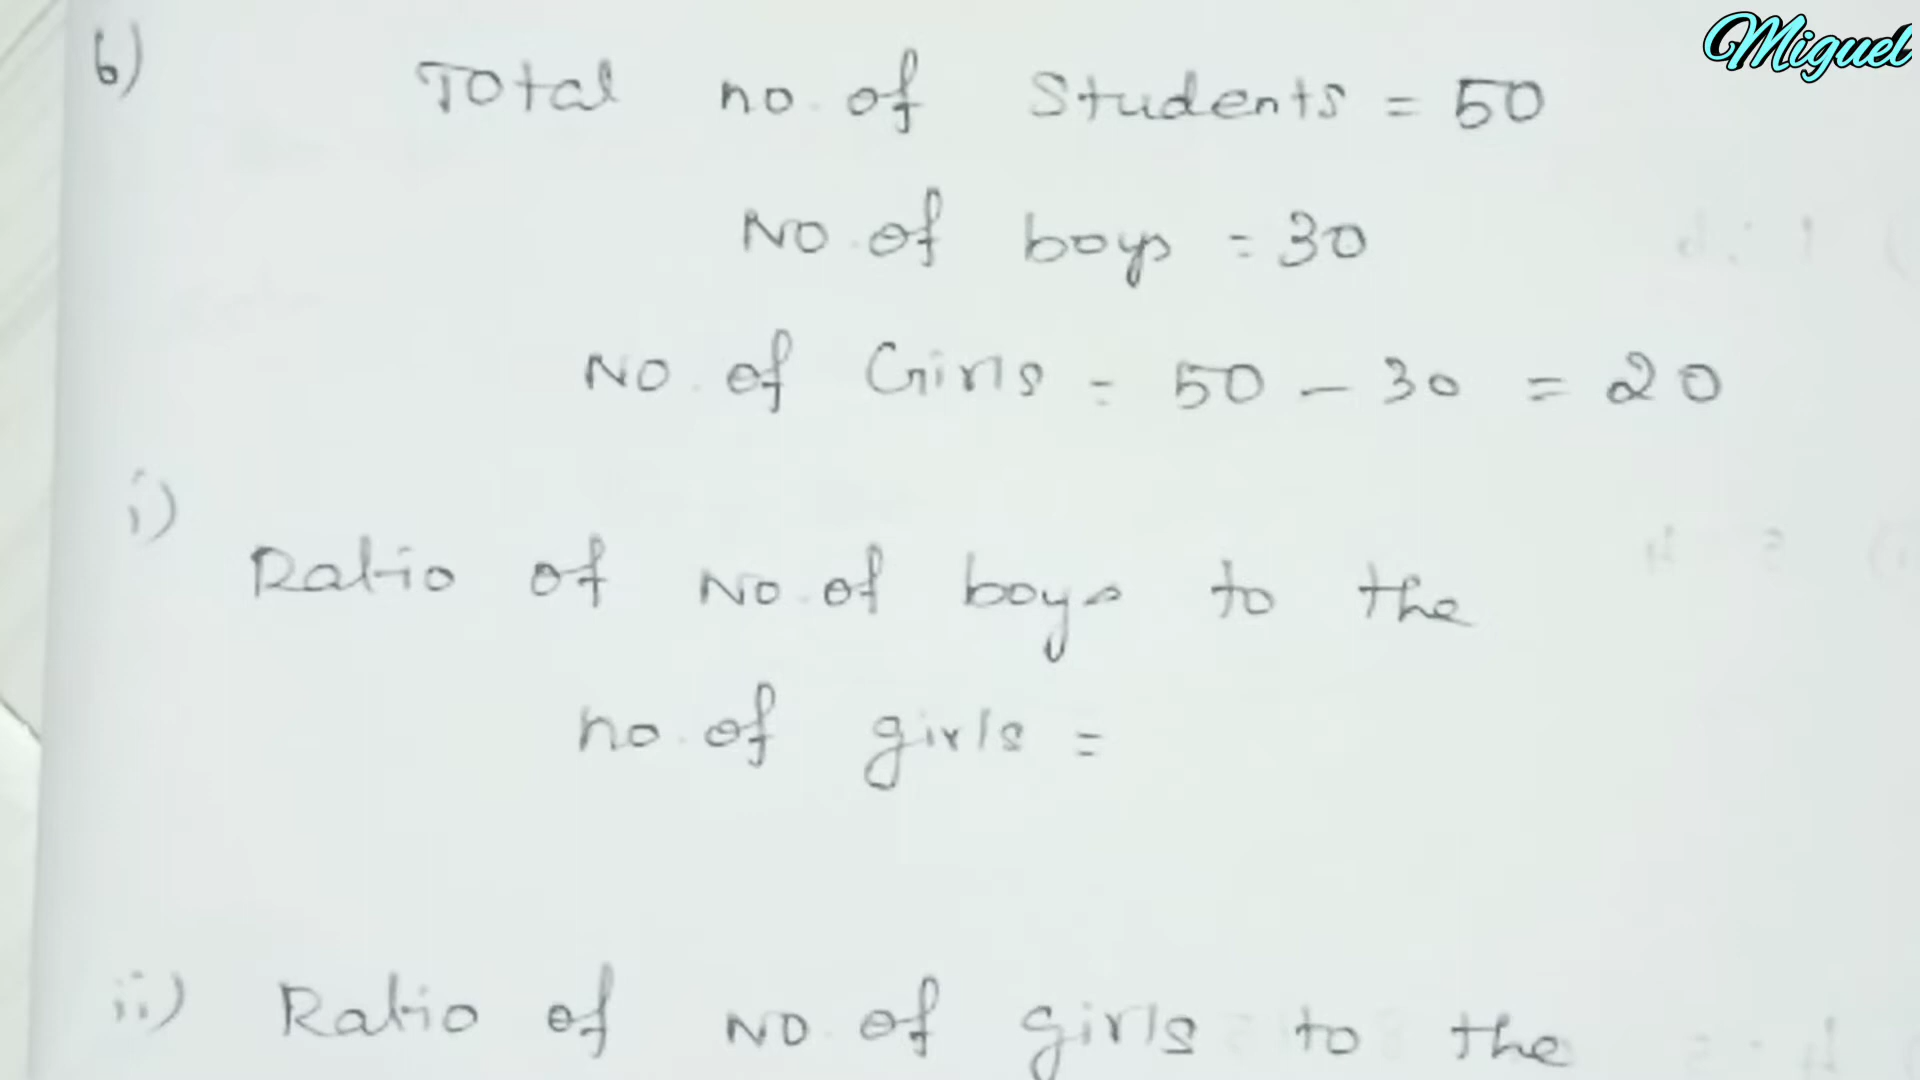 Miguel
6) Total no. of Students = 50
No. of boys = 30
No. of Girls = 50 - 30 = 20
i)
Ratio of No. of boys to the
no. of girls =
ii) Ratio of No. of girls to the